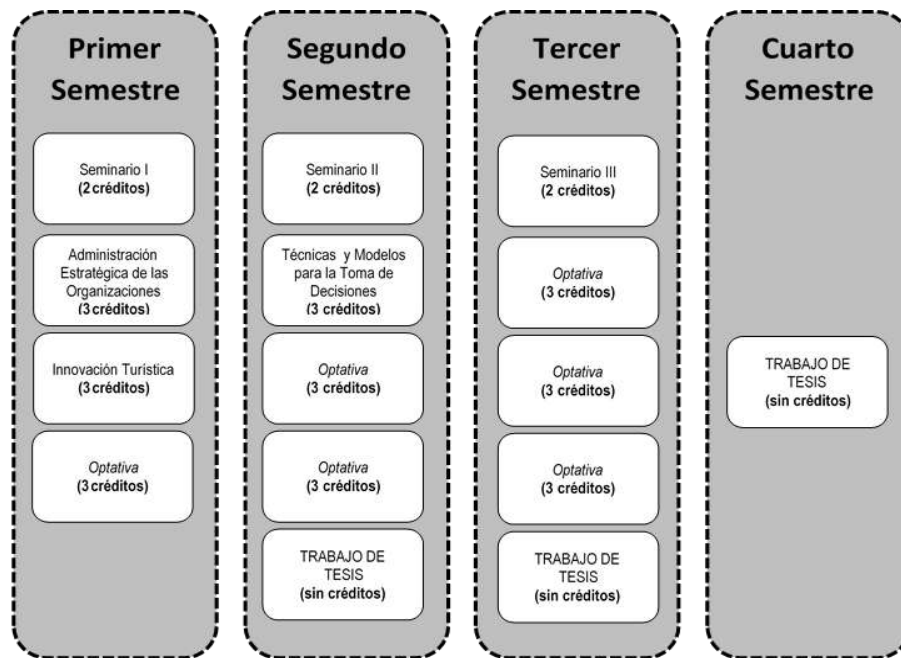 Primer
Semestre
Seminario I
(2 créditos)
Administración
Estratégica de las
Organizaciones
(3 créditos)
Innovación Turística
(3 créditos)
Optativa
(3 créditos)
Segundo
Semestre
Seminario II
(2 créditos)
Técnicas y Modelos
para la Toma de
Decisiones
(3 créditos)
Optativa
(3 créditos)
Optativa
(3 créditos)
TRABAJO DE
TESIS
(sin créditos)
Tercer
Semestre
Seminario III
(2 créditos)
Optativa
(3 créditos)
Optativa
(3 créditos)
Optativa
(3 créditos)
TRABAJO DE
TESIS
(sin créditos)
Cuarto
Semestre
TRABAJO DE
TESIS
(sin créditos)